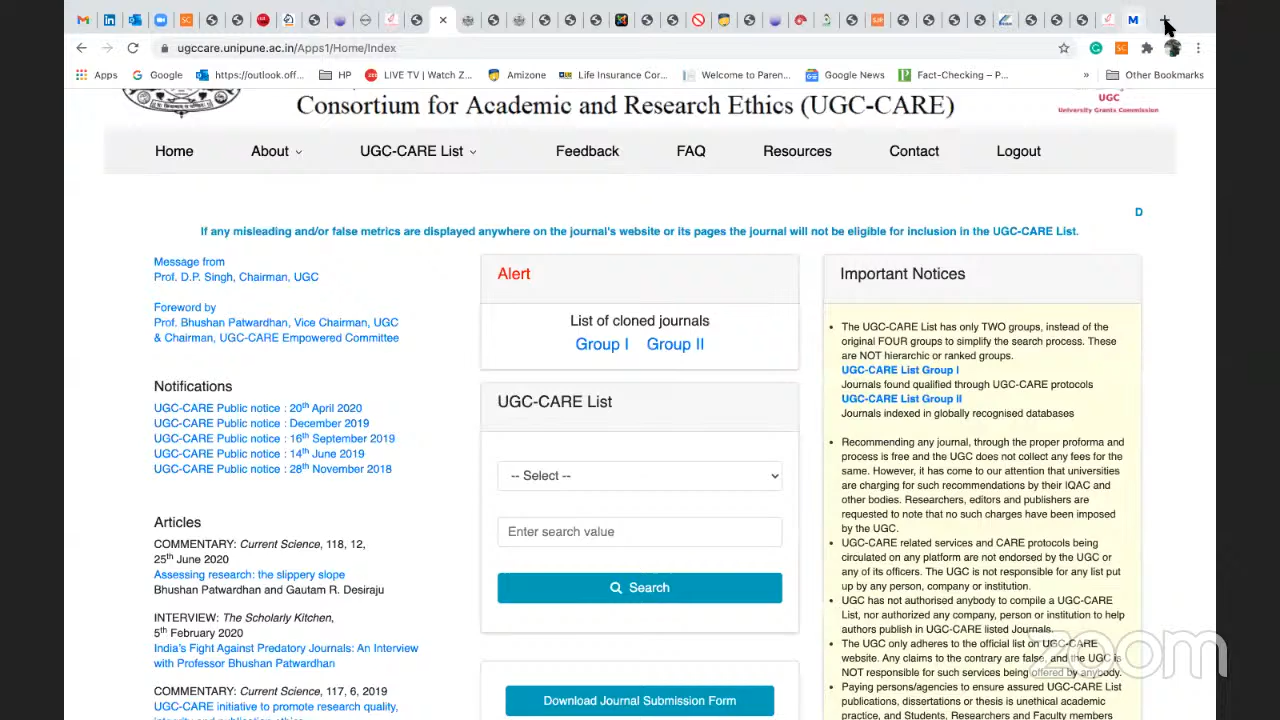 ugccare.unipune.ac.in/Apps1/Home/Index
Apps
Google
https://outlook.off...
HP
LIVE TV | Watch Z...
Amizone
Life Insurance Cor...
Welcome to Paren...
Google News
Fact-Checking – P...
»
Other Bookmarks
Consortium for Academic and Research Ethics (UGC-CARE)
UGC
University Grants Commission
Home
About
UGC-CARE List
Feedback
FAQ
Resources
Contact
Logout
D
If any misleading and/or false metrics are displayed anywhere on the journal's website or its pages the journal will not be eligible for inclusion in the UGC-CARE List.
Message from
Prof. D.P. Singh, Chairman, UGC
Foreword by
Prof. Bhushan Patwardhan, Vice Chairman, UGC
& Chairman, UGC-CARE Empowered Committee
Notifications
UGC-CARE Public notice : 20th April 2020
UGC-CARE Public notice : December 2019
UGC-CARE Public notice : 16th September 2019
UGC-CARE Public notice : 14th June 2019
UGC-CARE Public notice : 28th November 2018
Articles
COMMENTARY: Current Science, 118, 12,
25th June 2020
Assessing research: the slippery slope
Bhushan Patwardhan and Gautam R. Desiraju
INTERVIEW: The Scholarly Kitchen,
5th February 2020
India's Fight Against Predatory Journals: An Interview
with Professor Bhushan Patwardhan
COMMENTARY: Current Science, 117, 6, 2019
UGC-CARE initiative to promote research quality,
integrity and publication ethics
Alert
List of cloned journals
Group I Group II
UGC-CARE List
-- Select --
Enter search value
Search
Download Journal Submission Form
Important Notices
The UGC-CARE List has only TWO groups, instead of the
original FOUR groups to simplify the search process. These
are NOT hierarchic or ranked groups.
UGC-CARE List Group I
Journals found qualified through UGC-CARE protocols
UGC-CARE List Group II
Journals indexed in globally recognised databases
Recommending any journal, through the proper proforma and
process is free and the UGC does not collect any fees for the
same. However, it has come to our attention that universities
are charging for such recommendations by their IQAC and
other bodies. Researchers, editors and publishers are
requested to note that no such charges have been imposed
by the UGC.
UGC-CARE related services and CARE protocols being
circulated on any platform are not endorsed by the UGC or
any of its officers. The UGC is not responsible for any list put
up by any person, company or institution.
UGC has not authorised anybody to compile a UGC-CARE
List, nor authorized any company, person or institution to help
authors publish in UGC-CARE listed Journals.
The UGC only adheres to the official list on UGC-CARE
website. Any claims to the contrary are false, and the UGC is
NOT responsible for such services being offered by anybody.
Paying persons/agencies to ensure assured UGC-CARE List
publications, dissertations or thesis is unethical academic
practice, and Students, Researchers and Faculty members
zoom